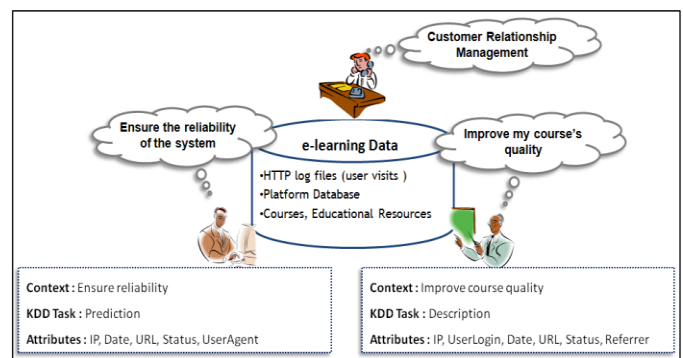 Customer Relationship
Management
Ensure the reliability
of the system
Improve my course's
quality
e-learning Data
•HTTP log files (user visits )
•Platform Database
•Courses, Educational Resources
Context : Ensure reliability
KDD Task : Prediction
Attributes : IP, Date, URL, Status, UserAgent
Context : Improve course quality
KDD Task : Description
Attributes : IP, UserLogin, Date, URL, Status, Referrer